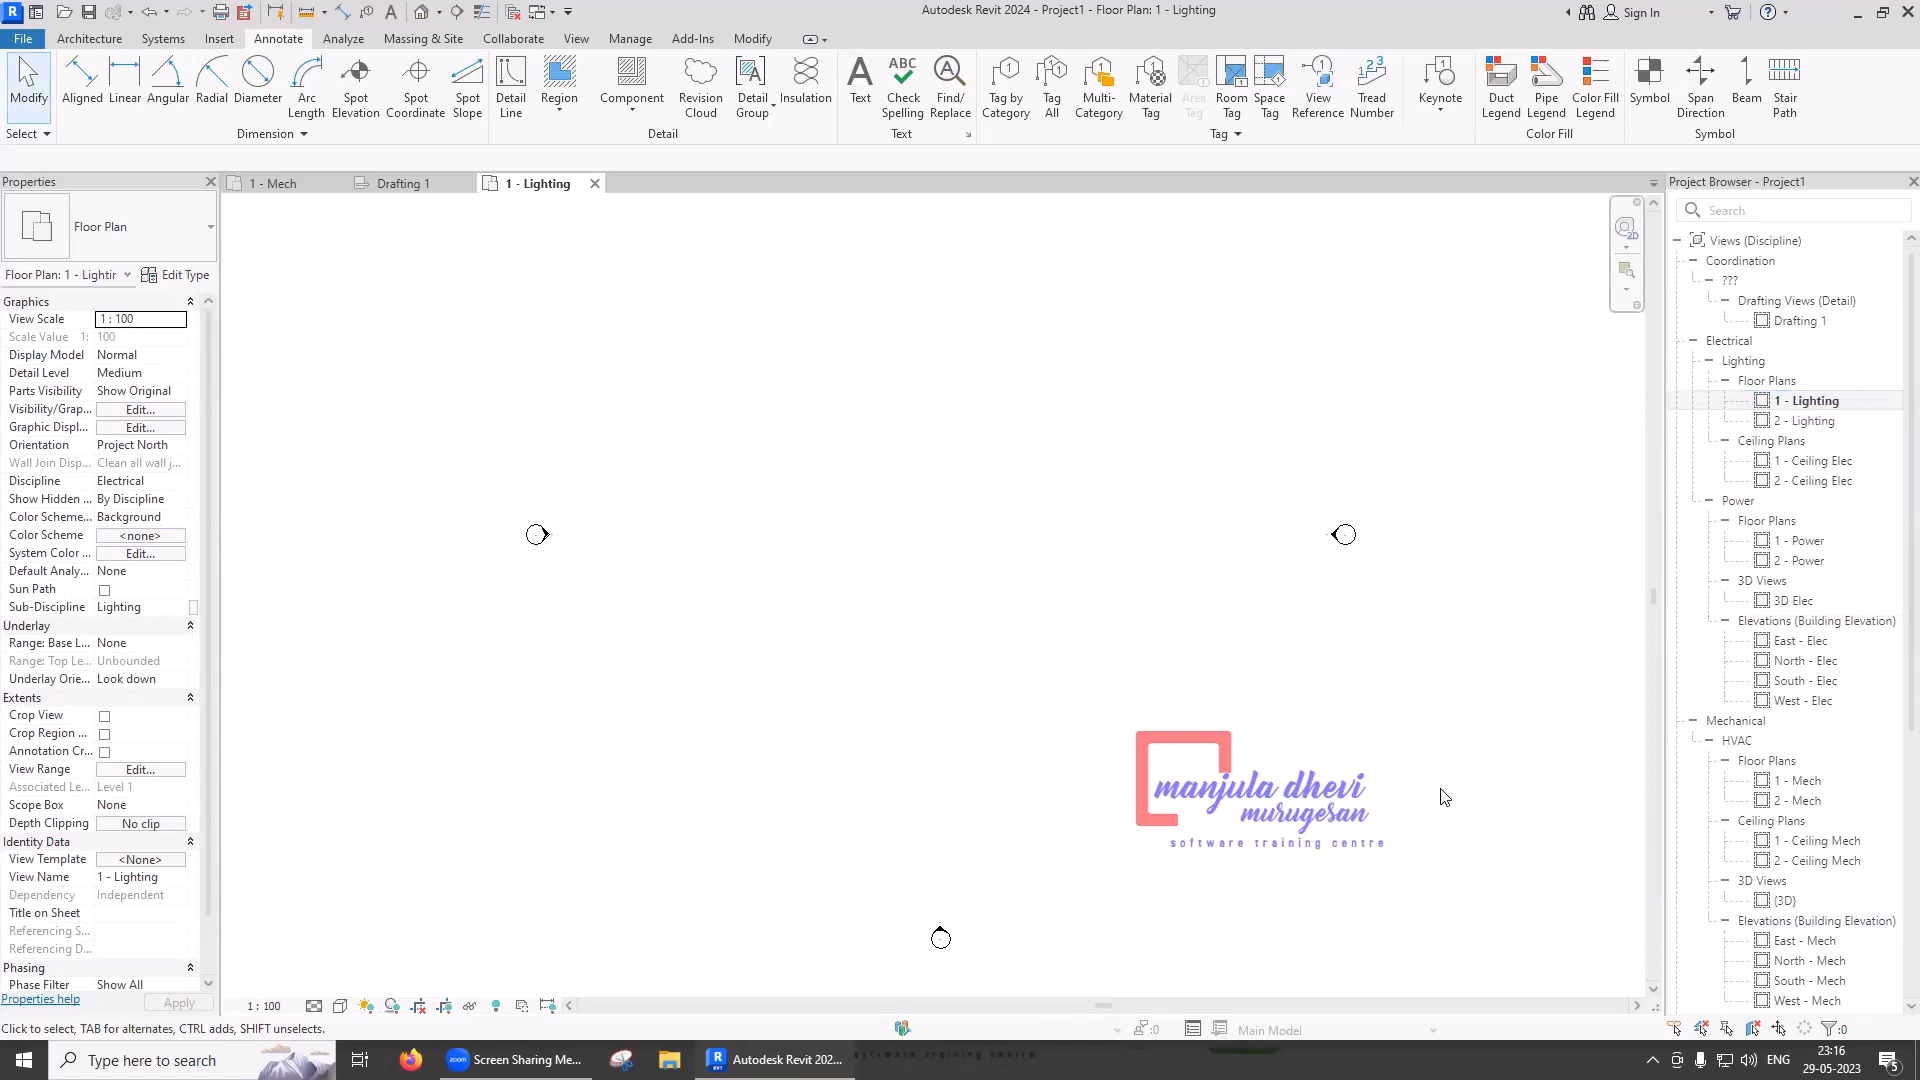 Autodesk Revit 2024 - Project1 - Floor Plan: 1 - Lighting
Sign In
File Architecture Systems Insert Annotate Analyze Massing & Site Collaborate View Manage Add-Ins Modify
Modify Aligned Linear Angular Radial Diameter Arc Length Spot Elevation Spot Coordinate Spot Slope Detail Line Region Component Revision Cloud Detail Group Insulation Text ABC Check Spelling Find/ Replace Tag by Category Tag All Multi- Category Material Tag Area Tag Room Tag Space Tag View Reference Tread Number Keynote Duct Legend Pipe Legend Color Fill Legend Symbol Span Direction Beam Stair Path
Select Dimension Detail Text Tag Color Fill Symbol
Properties
1 - Mech Drafting 1 1 - Lighting
Project Browser - Project1
Search
Floor Plan
Floor Plan: 1 - Lightir Edit Type
Graphics
View Scale 1 : 100
Scale Value 1: 100
Display Model Normal
Detail Level Medium
Parts Visibility Show Original
Visibility/Grap... Edit...
Graphic Displ... Edit...
Orientation Project North
Wall Join Disp... Clean all wall j...
Discipline Electrical
Show Hidden ... By Discipline
Color Scheme... Background
Color Scheme <none>
System Color ... Edit...
Default Analy... None
Sun Path
Sub-Discipline Lighting
Underlay
Range: Base L... None
Range: Top Le... Unbounded
Underlay Orie... Look down
Extents
Crop View
Crop Region ...
Annotation Cr...
View Range Edit...
Associated Le... Level 1
Scope Box None
Depth Clipping No clip
Identity Data
View Template <None>
View Name 1 - Lighting
Dependency Independent
Title on Sheet
Referencing S...
Referencing D...
Phasing
Phase Filter Show All
Properties help Apply
Views (Discipline)
Coordination
???
Drafting Views (Detail)
Drafting 1
Electrical
Lighting
Floor Plans
1 - Lighting
2 - Lighting
Ceiling Plans
1 - Ceiling Elec
2 - Ceiling Elec
Power
Floor Plans
1 - Power
2 - Power
3D Views
3D Elec
Elevations (Building Elevation)
East - Elec
North - Elec
South - Elec
West - Elec
Mechanical
HVAC
Floor Plans
1 - Mech
2 - Mech
Ceiling Plans
1 - Ceiling Mech
2 - Ceiling Mech
3D Views
{3D}
Elevations (Building Elevation)
East - Mech
North - Mech
South - Mech
West - Mech
2D
manjula dhevi
murugesan
software training centre
1 : 100
Click to select, TAB for alternates, CTRL adds, SHIFT unselects.
:0 Main Model :0
Type here to search
zoom Screen Sharing Me...
R RVT Autodesk Revit 202...
software training centre
ENG
23:16
29-05-2023
5